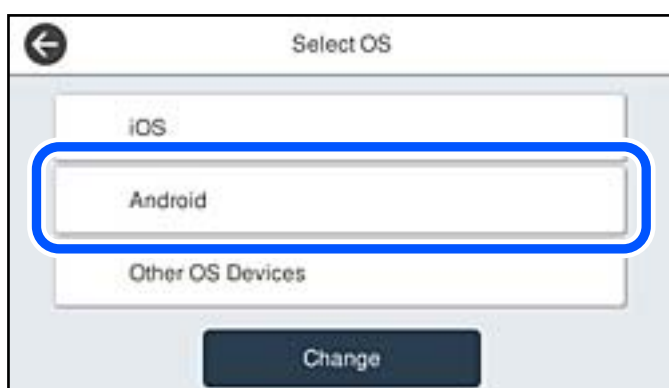 Select OS
iOS
Android
Other OS Devices
Change